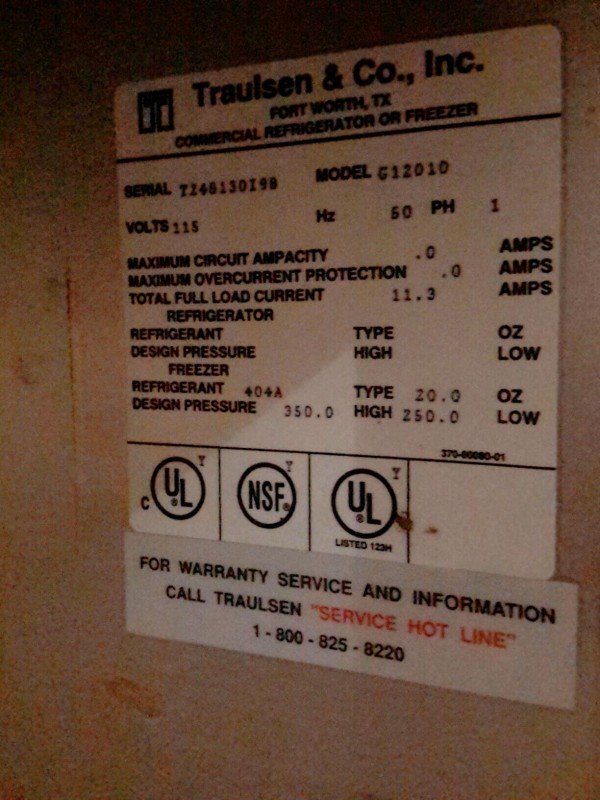 Traulsen & Co., Inc.
FORT WORTH, TX
COMMERCIAL REFRIGERATOR OR FREEZER
SERIAL T246130I98 MODEL G12010
VOLTS 115 Hz 60 PH 1
MAXIMUM CIRCUIT AMPACITY .0 AMPS
MAXIMUM OVERCURRENT PROTECTION .0 AMPS
TOTAL FULL LOAD CURRENT 11.3 AMPS
REFRIGERATOR
REFRIGERANT TYPE OZ
DESIGN PRESSURE HIGH LOW
FREEZER
REFRIGERANT 404A TYPE 20.0 OZ
DESIGN PRESSURE 350.0 HIGH 250.0 LOW
370-60080-01
Y Y Y
C UL ® NSF® UL ®
LISTED 123H
FOR WARRANTY SERVICE AND INFORMATION
CALL TRAULSEN "SERVICE HOT LINE"
1 - 800 - 825 - 8220